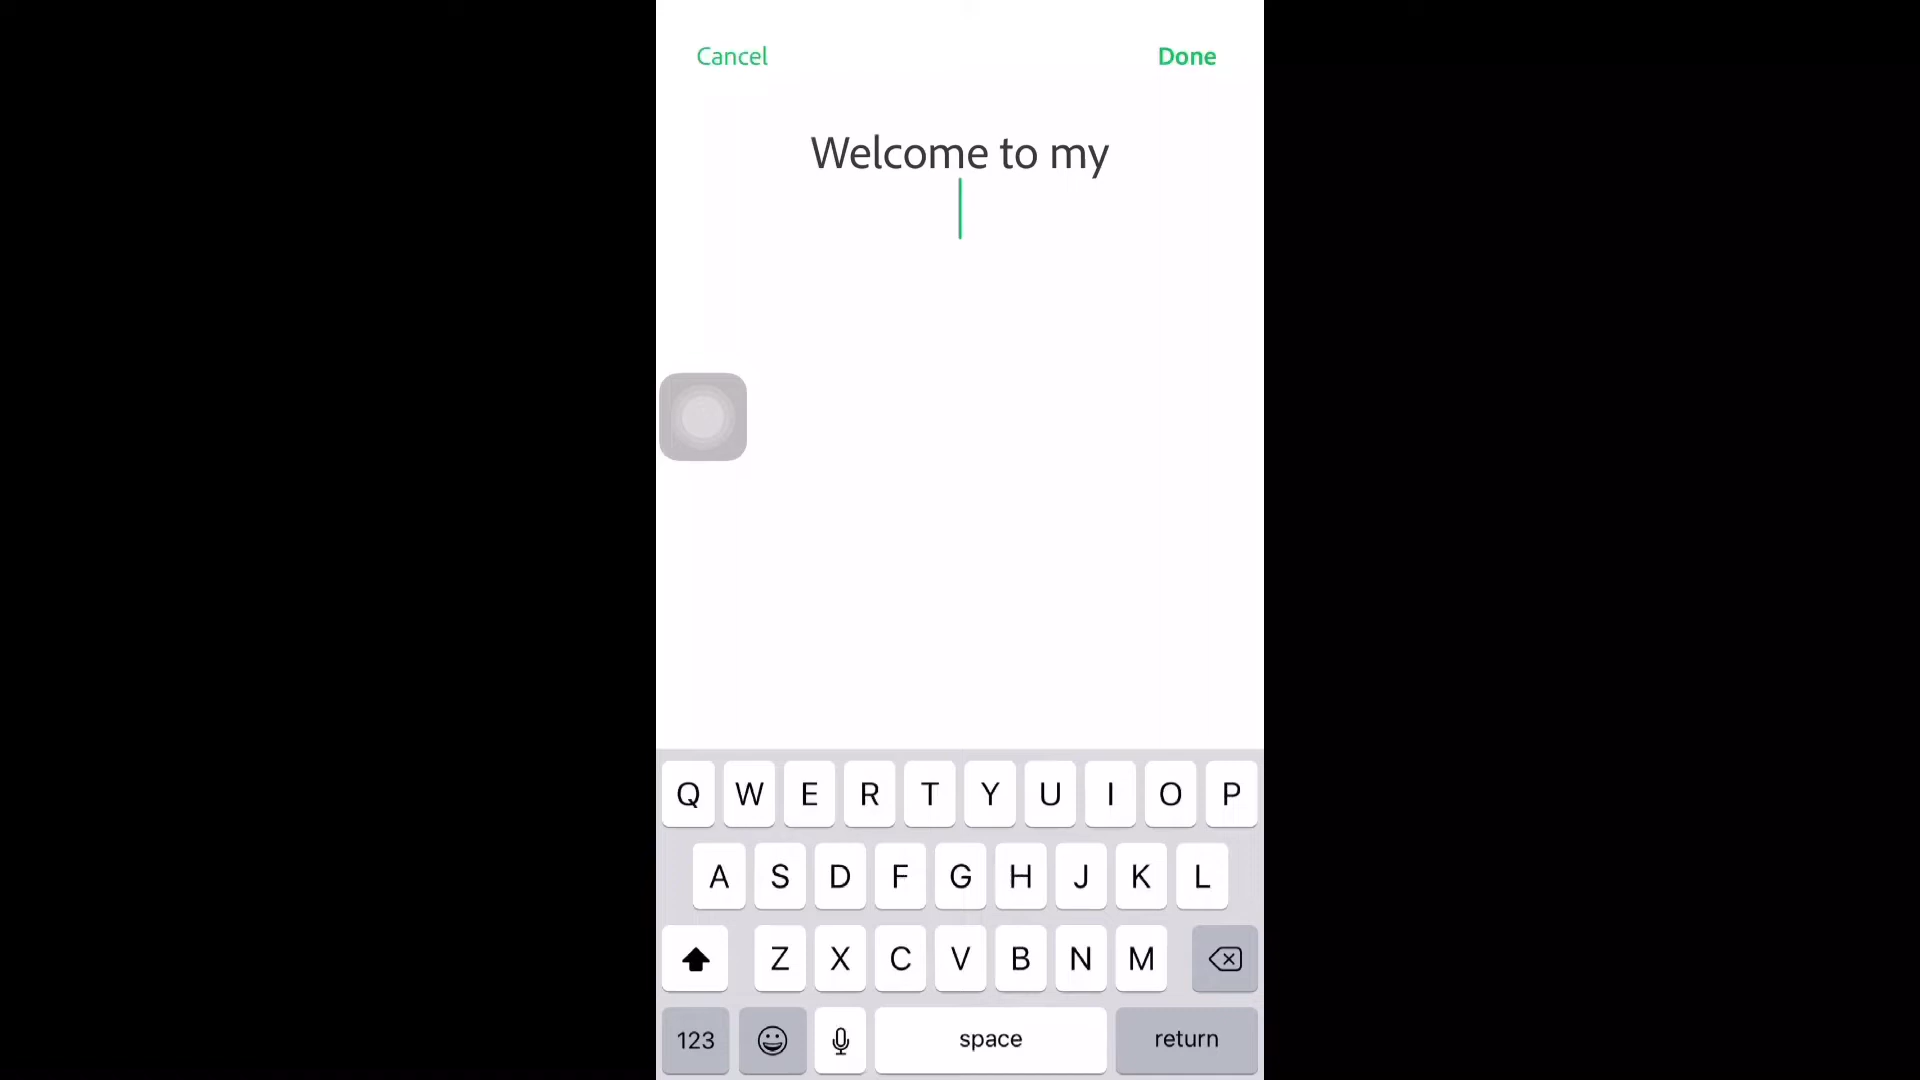 Cancel Done
Welcome to my
Q W E R T Y U I O P
A S D F G H J K L
Z X C V B N M
123 space return